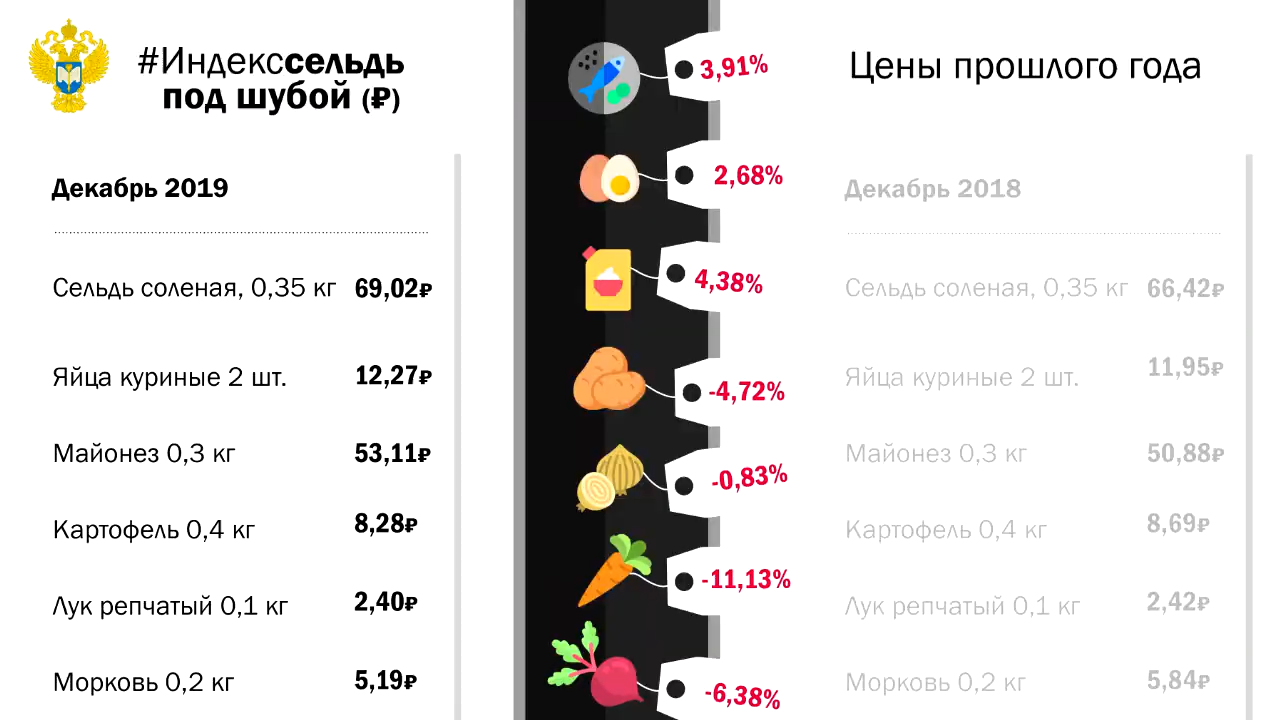 #Индекссельдь
под шубой (₽)
Декабрь 2019
Сельдь соленая, 0,35 кг 69,02₽
Яйца куриные 2 шт. 12,27₽
Майонез 0,3 кг 53,11₽
Картофель 0,4 кг 8,28₽
Лук репчатый 0,1 кг 2,40₽
Морковь 0,2 кг 5,19₽
3,91%
2,68%
4,38%
-4,72%
-0,83%
-11,13%
-6,38%
Цены прошлого года
Декабрь 2018
Сельдь соленая, 0,35 кг 66,42₽
Яйца куриные 2 шт. 11,95₽
Майонез 0,3 кг 50,88₽
Картофель 0,4 кг 8,69₽
Лук репчатый 0,1 кг 2,42₽
Морковь 0,2 кг 5,84₽